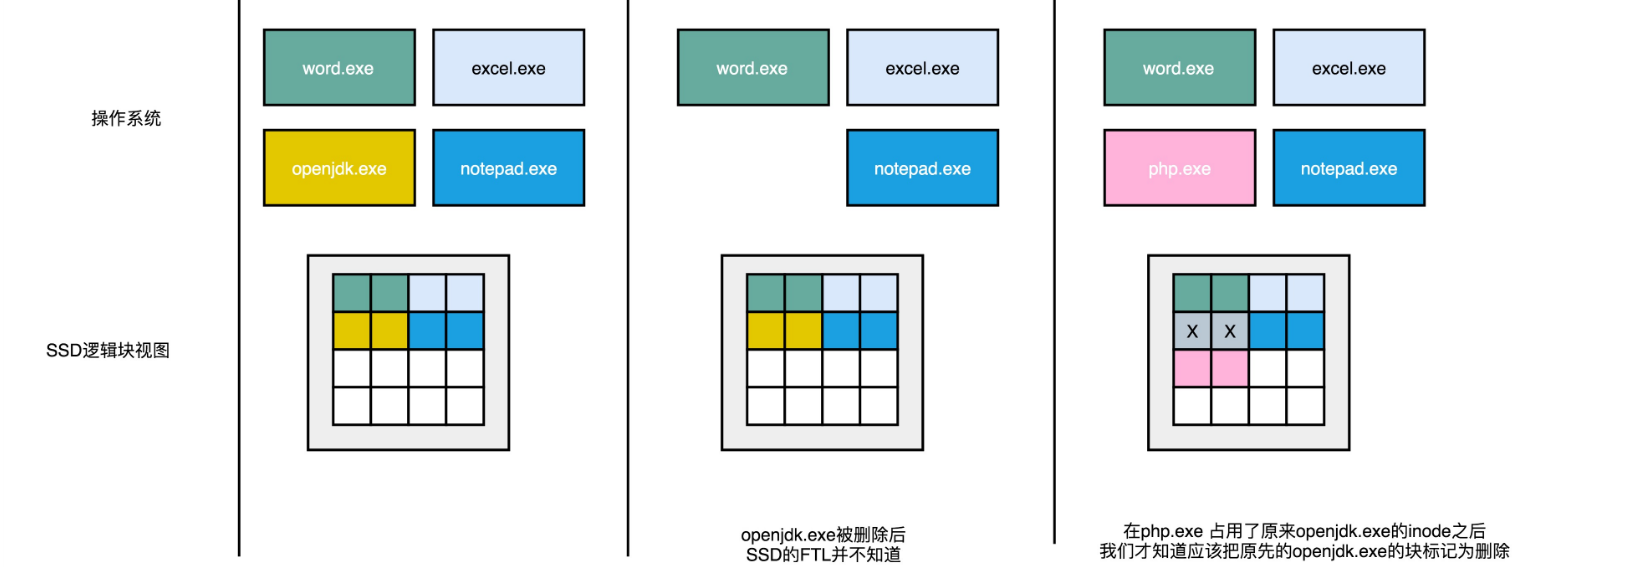 操作系统
word.exe
excel.exe
openjdk.exe
notepad.exe
word.exe
excel.exe
notepad.exe
word.exe
excel.exe
php.exe
notepad.exe
SSD逻辑块视图
X X
openjdk.exe被删除后
SSD的FTL并不知道
在php.exe 占用了原来openjdk.exe的inode之后
我们才知道应该把原先的openjdk.exe的块标记为删除